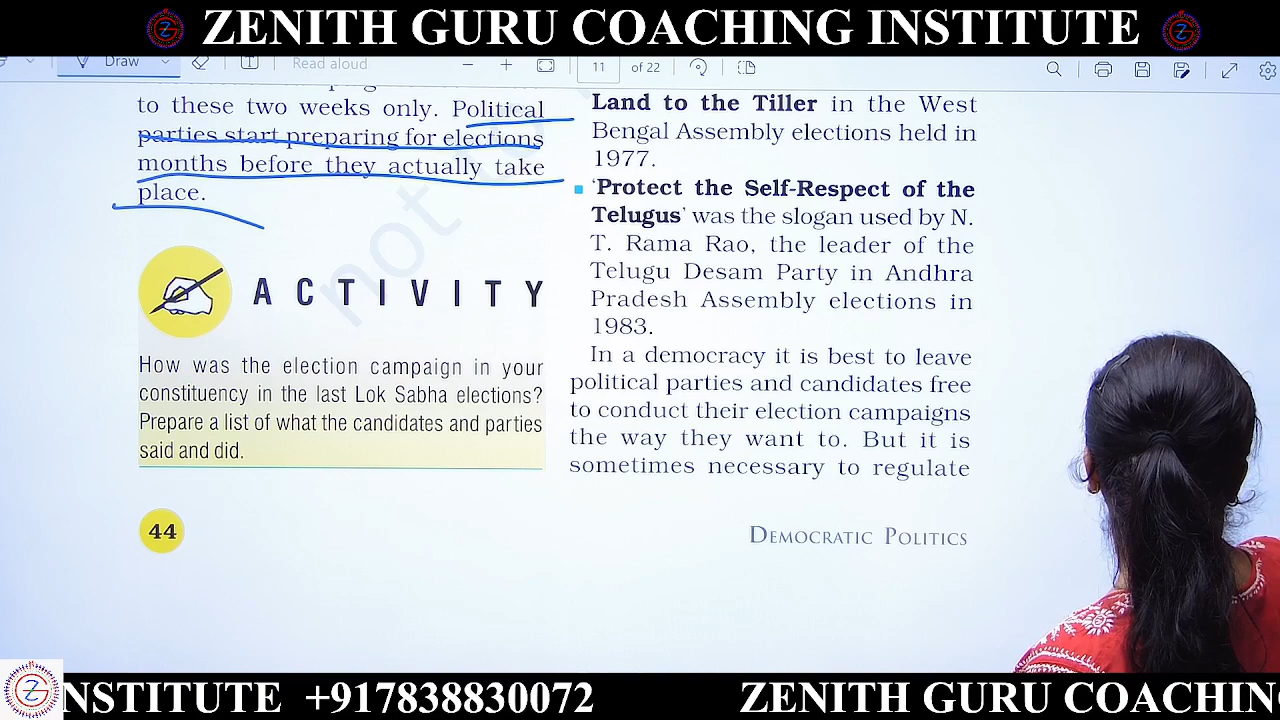 ZENITH GURU COACHING INSTITUTE
Draw
Read aloud
11
of 22
to these two weeks only. Political
parties start preparing for elections
months before they actually take
place.
ACTIVITY
How was the election campaign in your
constituency in the last Lok Sabha elections?
Prepare a list of what the candidates and parties
said and did.
44
Land to the Tiller in the West
Bengal Assembly elections held in
1977.
'Protect the Self-Respect of the
Telugus' was the slogan used by N.
T. Rama Rao, the leader of the
Telugu Desam Party in Andhra
Pradesh Assembly elections in
1983.
In a democracy it is best to leave
political parties and candidates free
to conduct their election campaigns
the way they want to. But it is
sometimes necessary to regulate
DEMOCRATIC POLITICS
not
NSTITUTE +917838830072 ZENITH GURU COACHIN